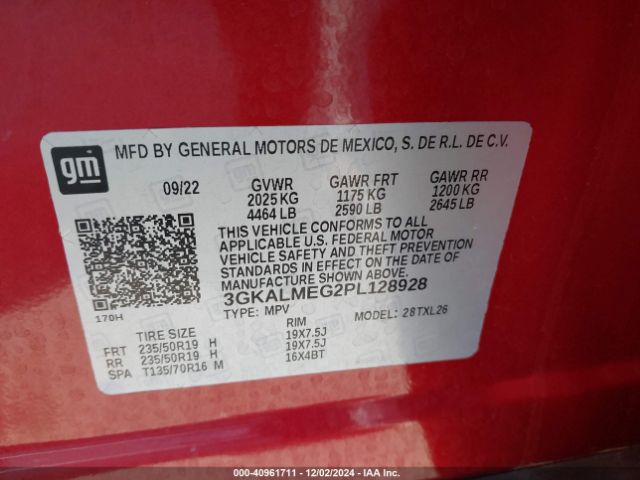 gm
MFD BY GENERAL MOTORS DE MEXICO, S. DE R.L. DE C.V.
09/22 GVWR GAWR FRT GAWR RR
2025 KG 1175 KG 1200 KG
4464 LB 2590 LB 2645 LB
THIS VEHICLE CONFORMS TO ALL
APPLICABLE U.S. FEDERAL MOTOR
VEHICLE SAFETY AND THEFT PREVENTION
STANDARDS IN EFFECT ON THE DATE OF
MANUFACTURE SHOWN ABOVE.
3GKALMEG2PL128928
170H
TYPE: MPV MODEL: 28TXL26
TIRE SIZE RIM
FRT 235/50R19 H 19X7.5J
RR 235/50R19 H 19X7.5J
SPA T135/70R16 M 16X4BT
000-40961711 - 12/02/2024 - IAA Inc.